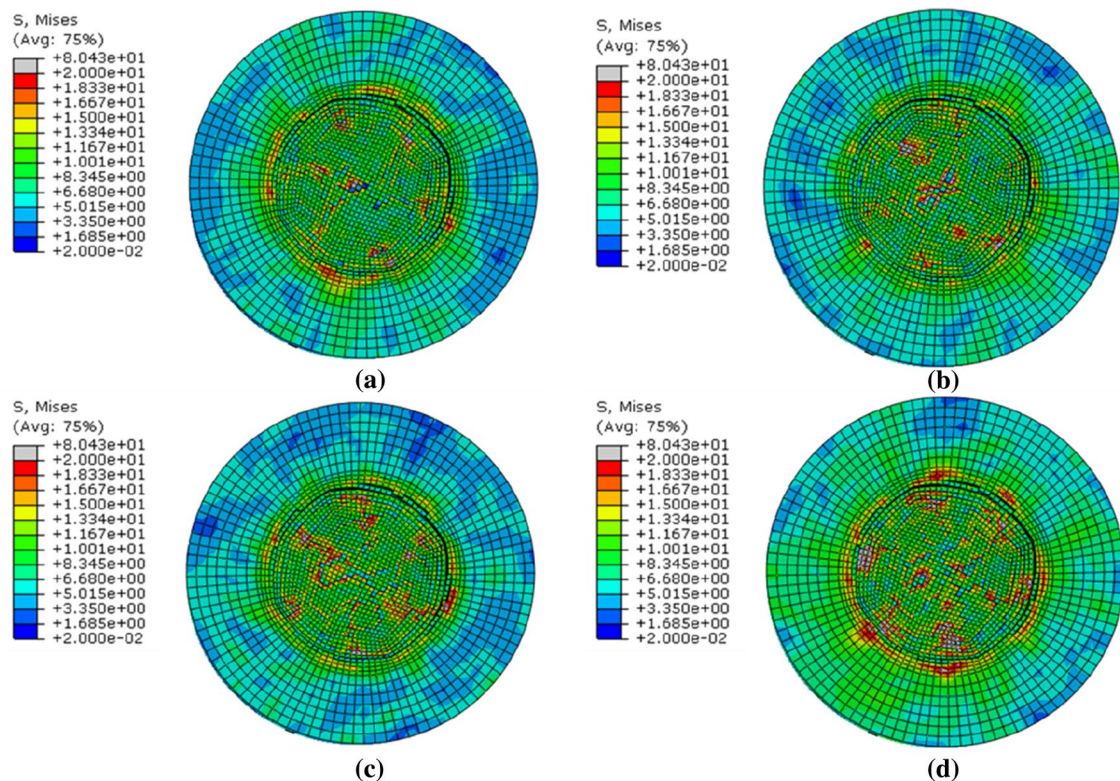 S, Mises
(Avg: 75%)
+8.043e+01
+2.000e+01
+1.833e+01
+1.667e+01
+1.500e+01
+1.334e+01
+1.167e+01
+1.001e+01
+8.345e+00
+6.680e+00
+5.015e+00
+3.350e+00
+1.685e+00
+2.000e-02
(a)
S, Mises
(Avg: 75%)
+8.043e+01
+2.000e+01
+1.833e+01
+1.667e+01
+1.500e+01
+1.334e+01
+1.167e+01
+1.001e+01
+8.345e+00
+6.680e+00
+5.015e+00
+3.350e+00
+1.685e+00
+2.000e-02
(b)
S, Mises
(Avg: 75%)
+8.043e+01
+2.000e+01
+1.833e+01
+1.667e+01
+1.500e+01
+1.334e+01
+1.167e+01
+1.001e+01
+8.345e+00
+6.680e+00
+5.015e+00
+3.350e+00
+1.685e+00
+2.000e-02
(c)
S, Mises
(Avg: 75%)
+8.043e+01
+2.000e+01
+1.833e+01
+1.667e+01
+1.500e+01
+1.334e+01
+1.167e+01
+1.001e+01
+8.345e+00
+6.680e+00
+5.015e+00
+3.350e+00
+1.685e+00
+2.000e-02
(d)